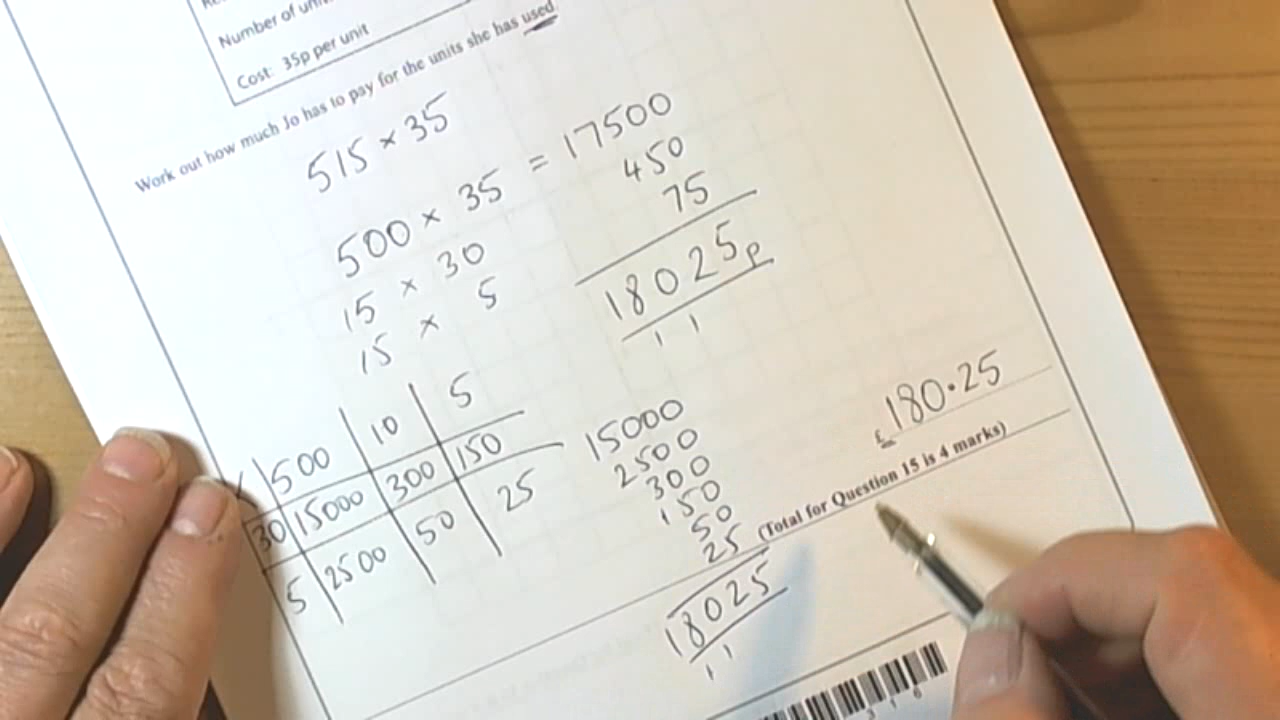 Number of
Cost: 35p per unit
Work out how much Jo has to pay for the units she has used
515 × 35
500 × 35 = 17500
15 × 30 450
15 × 5 75
18025p
1 1
× 500 10 5
30 15000 300 150
5 2500 50 25
15000
2500
300
150
50
25
18025
1 1
£ 180.25
(Total for Question 15 is 4 marks)